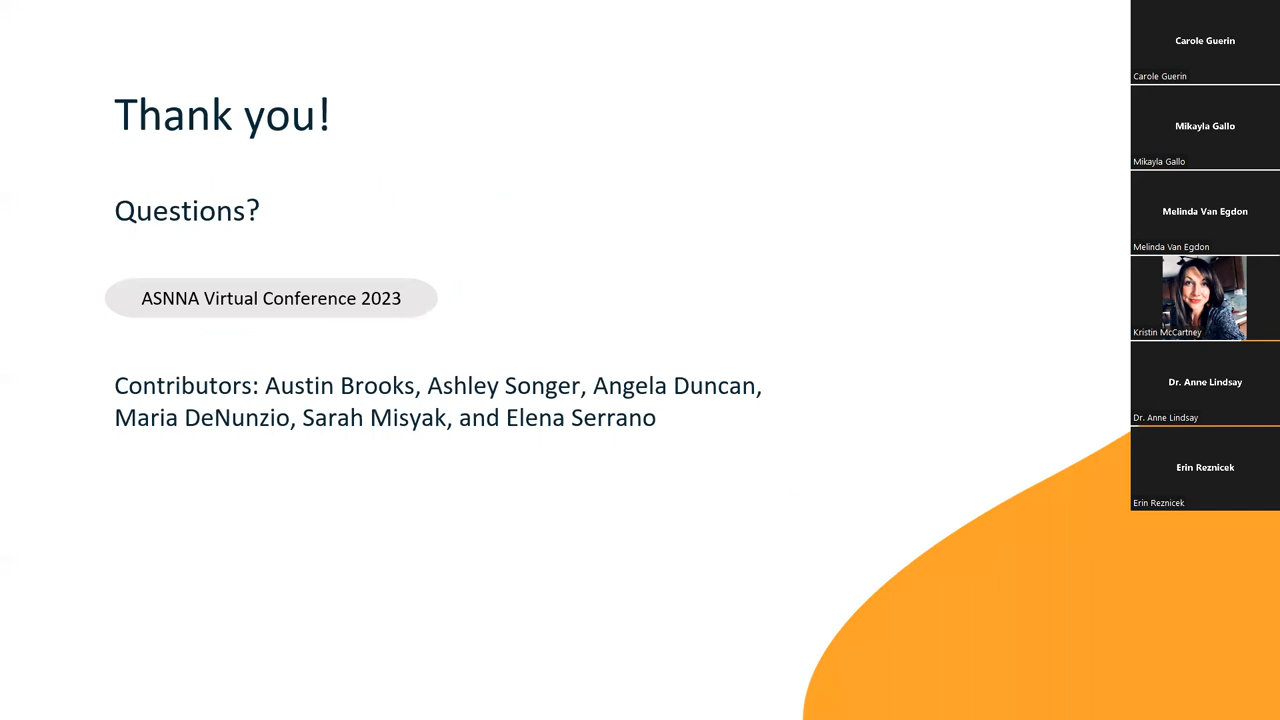 Thank you!
Questions?
ASNNA Virtual Conference 2023
Contributors: Austin Brooks, Ashley Songer, Angela Duncan,
Maria DeNunzio, Sarah Misyak, and Elena Serrano
Carole Guerin
Carole Guerin
Mikayla Gallo
Mikayla Gallo
Melinda Van Egdon
Melinda Van Egdon
Kristin McCartney
Dr. Anne Lindsay
Dr. Anne Lindsay
Erin Reznicek
Erin Reznicek